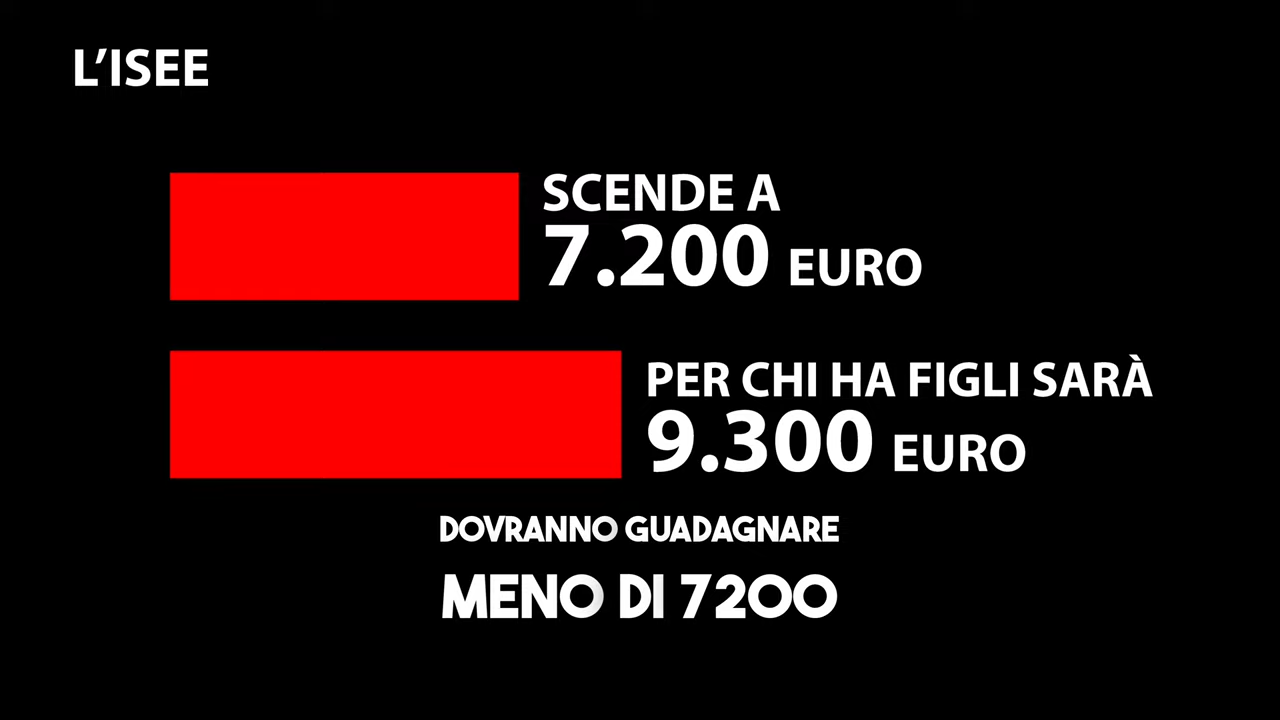 L'ISEE
SCENDE A
7.200 EURO
PER CHI HA FIGLI SARÀ
9.300 EURO
DOVRANNO GUADAGNARE
MENO DI 7200